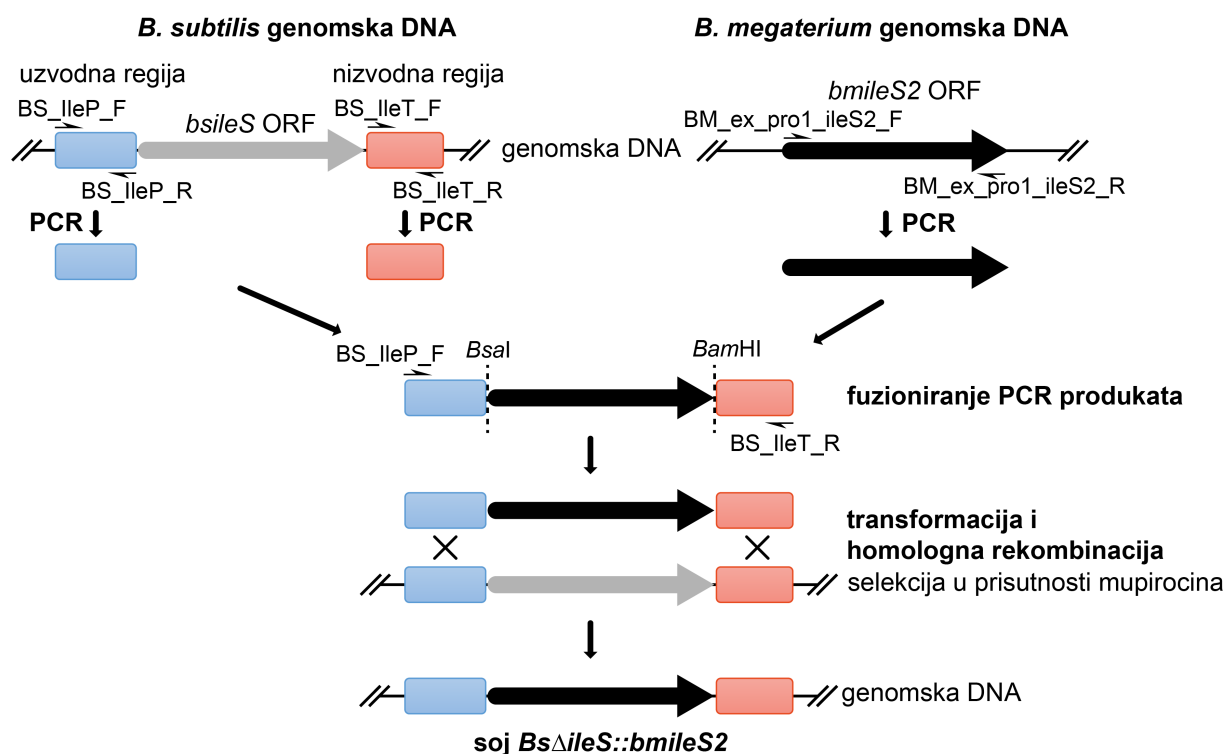 B. subtilis genomska DNA
B. megaterium genomska DNA
uzvodna regija
nizvodna regija
BS_IleP_F
bsileS ORF
BS_IleT_F
bmileS2 ORF
BM_ex_pro1_ileS2_F
genomska DNA
BS_IleP_R
BS_IleT_R
BM_ex_pro1_ileS2_R
PCR
PCR
PCR
BS_IleP_F
BsaI
BamHI
fuzioniranje PCR produkata
BS_IleT_R
transformacija i
homologna rekombinacija
selekcija u prisutnosti mupirocina
genomska DNA
soj BsΔileS::bmileS2